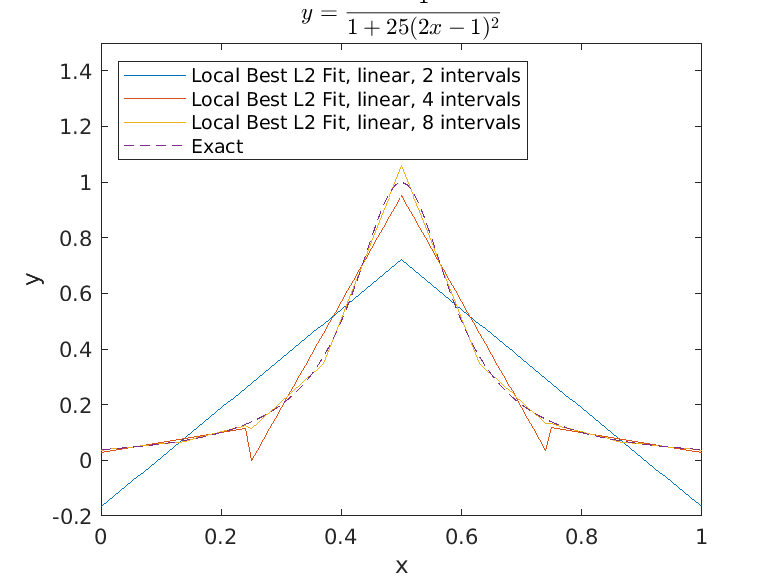 y = 1 / 1 + 25(2x − 1)²
1.4
Local Best L2 Fit, linear, 2 intervals
Local Best L2 Fit, linear, 4 intervals
1.2
Local Best L2 Fit, linear, 8 intervals
Exact
1
0.8
y
0.6
0.4
0.2
0
-0.2
0 0.2 0.4 0.6 0.8 1
x